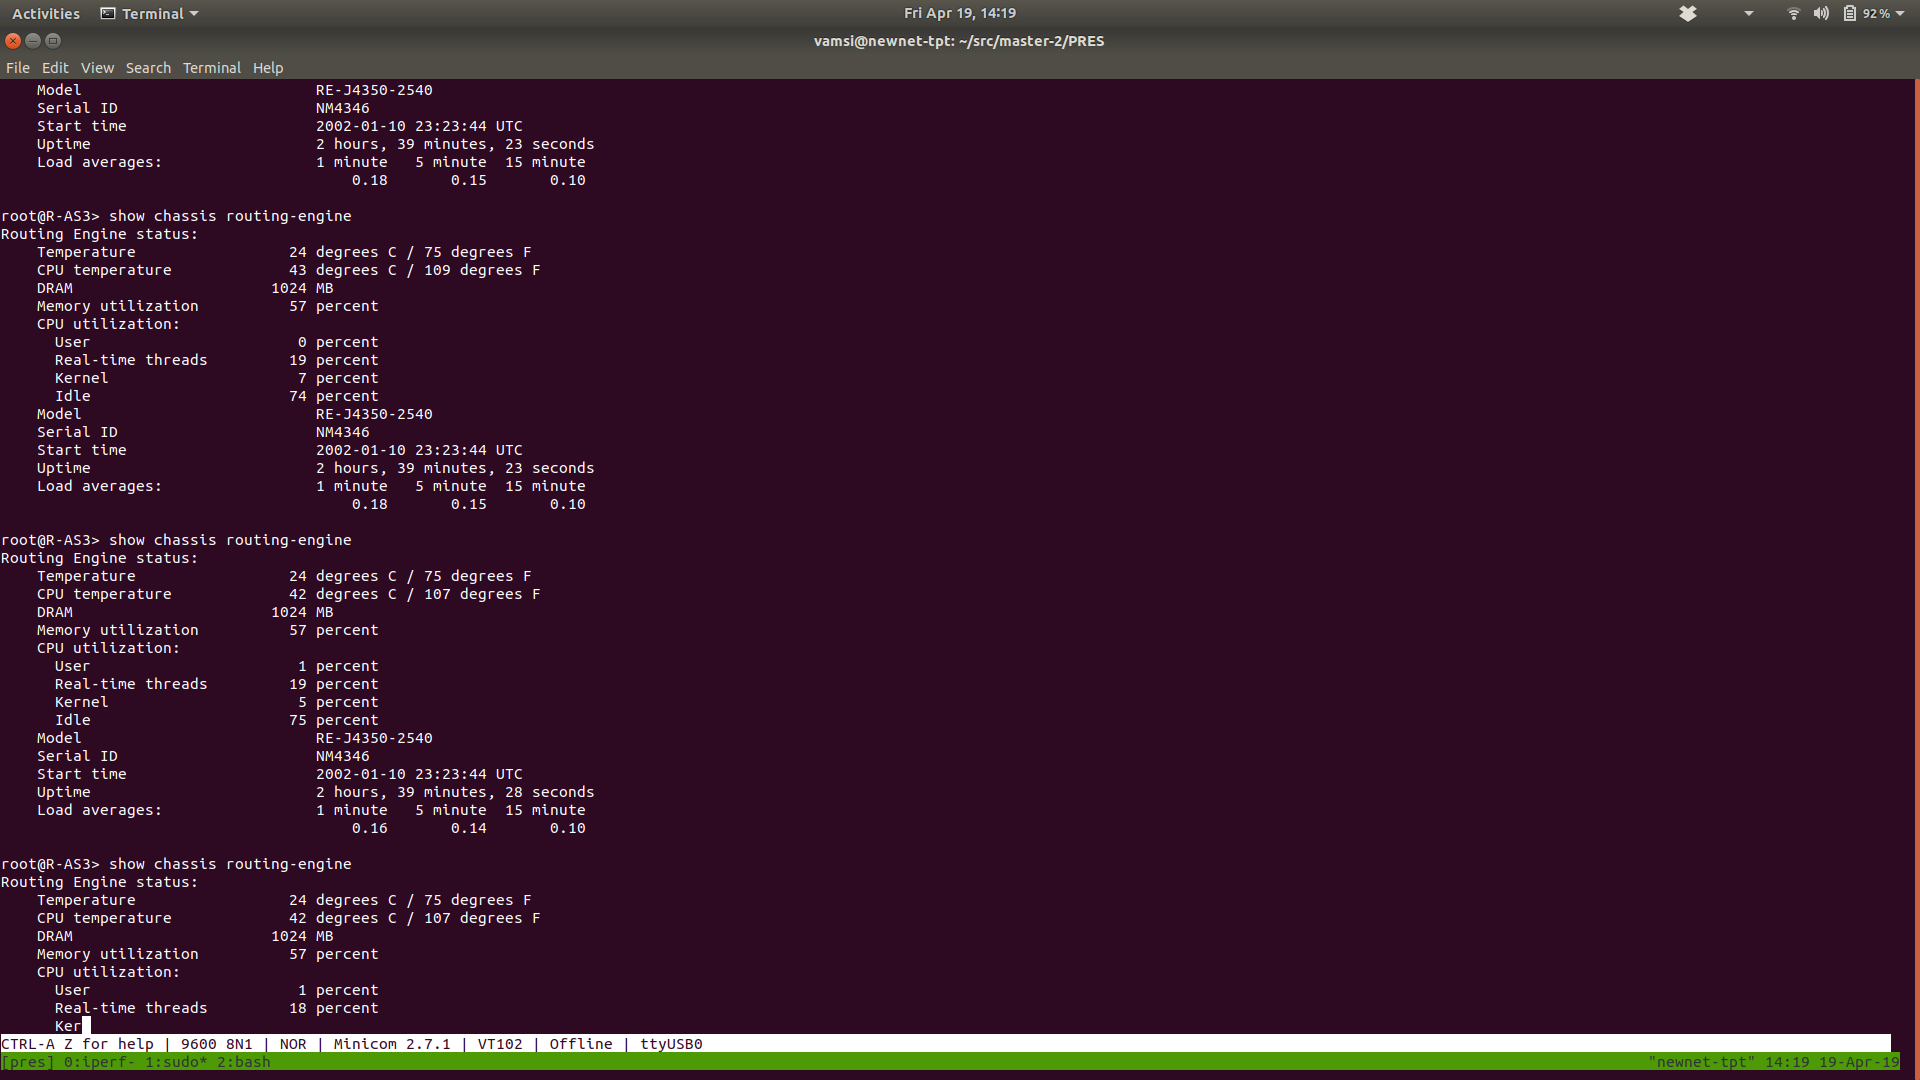 Activities Terminal Fri Apr 19, 14:19 92 %
vamsi@newnet-tpt: ~/src/master-2/PRES
File Edit View Search Terminal Help
    Model                          RE-J4350-2540
    Serial ID                      NM4346
    Start time                     2002-01-10 23:23:44 UTC
    Uptime                         2 hours, 39 minutes, 23 seconds
    Load averages:                 1 minute   5 minute  15 minute
                                       0.18       0.15       0.10
root@R-AS3> show chassis routing-engine
Routing Engine status:
    Temperature                 24 degrees C / 75 degrees F
    CPU temperature             43 degrees C / 109 degrees F
    DRAM                      1024 MB
    Memory utilization          57 percent
    CPU utilization:
      User                       0 percent
      Real-time threads         19 percent
      Kernel                     7 percent
      Idle                      74 percent
    Model                          RE-J4350-2540
    Serial ID                      NM4346
    Start time                     2002-01-10 23:23:44 UTC
    Uptime                         2 hours, 39 minutes, 23 seconds
    Load averages:                 1 minute   5 minute  15 minute
                                       0.18       0.15       0.10
root@R-AS3> show chassis routing-engine
Routing Engine status:
    Temperature                 24 degrees C / 75 degrees F
    CPU temperature             42 degrees C / 107 degrees F
    DRAM                      1024 MB
    Memory utilization          57 percent
    CPU utilization:
      User                       1 percent
      Real-time threads         19 percent
      Kernel                     5 percent
      Idle                      75 percent
    Model                          RE-J4350-2540
    Serial ID                      NM4346
    Start time                     2002-01-10 23:23:44 UTC
    Uptime                         2 hours, 39 minutes, 28 seconds
    Load averages:                 1 minute   5 minute  15 minute
                                       0.16       0.14       0.10
root@R-AS3> show chassis routing-engine
Routing Engine status:
    Temperature                 24 degrees C / 75 degrees F
    CPU temperature             42 degrees C / 107 degrees F
    DRAM                      1024 MB
    Memory utilization          57 percent
    CPU utilization:
      User                       1 percent
      Real-time threads         18 percent
      Ker
CTRL-A Z for help | 9600 8N1 | NOR | Minicom 2.7.1 | VT102 | Offline | ttyUSB0
[pres] 0:iperf- 1:sudo* 2:bash "newnet-tpt" 14:19 19-Apr-19